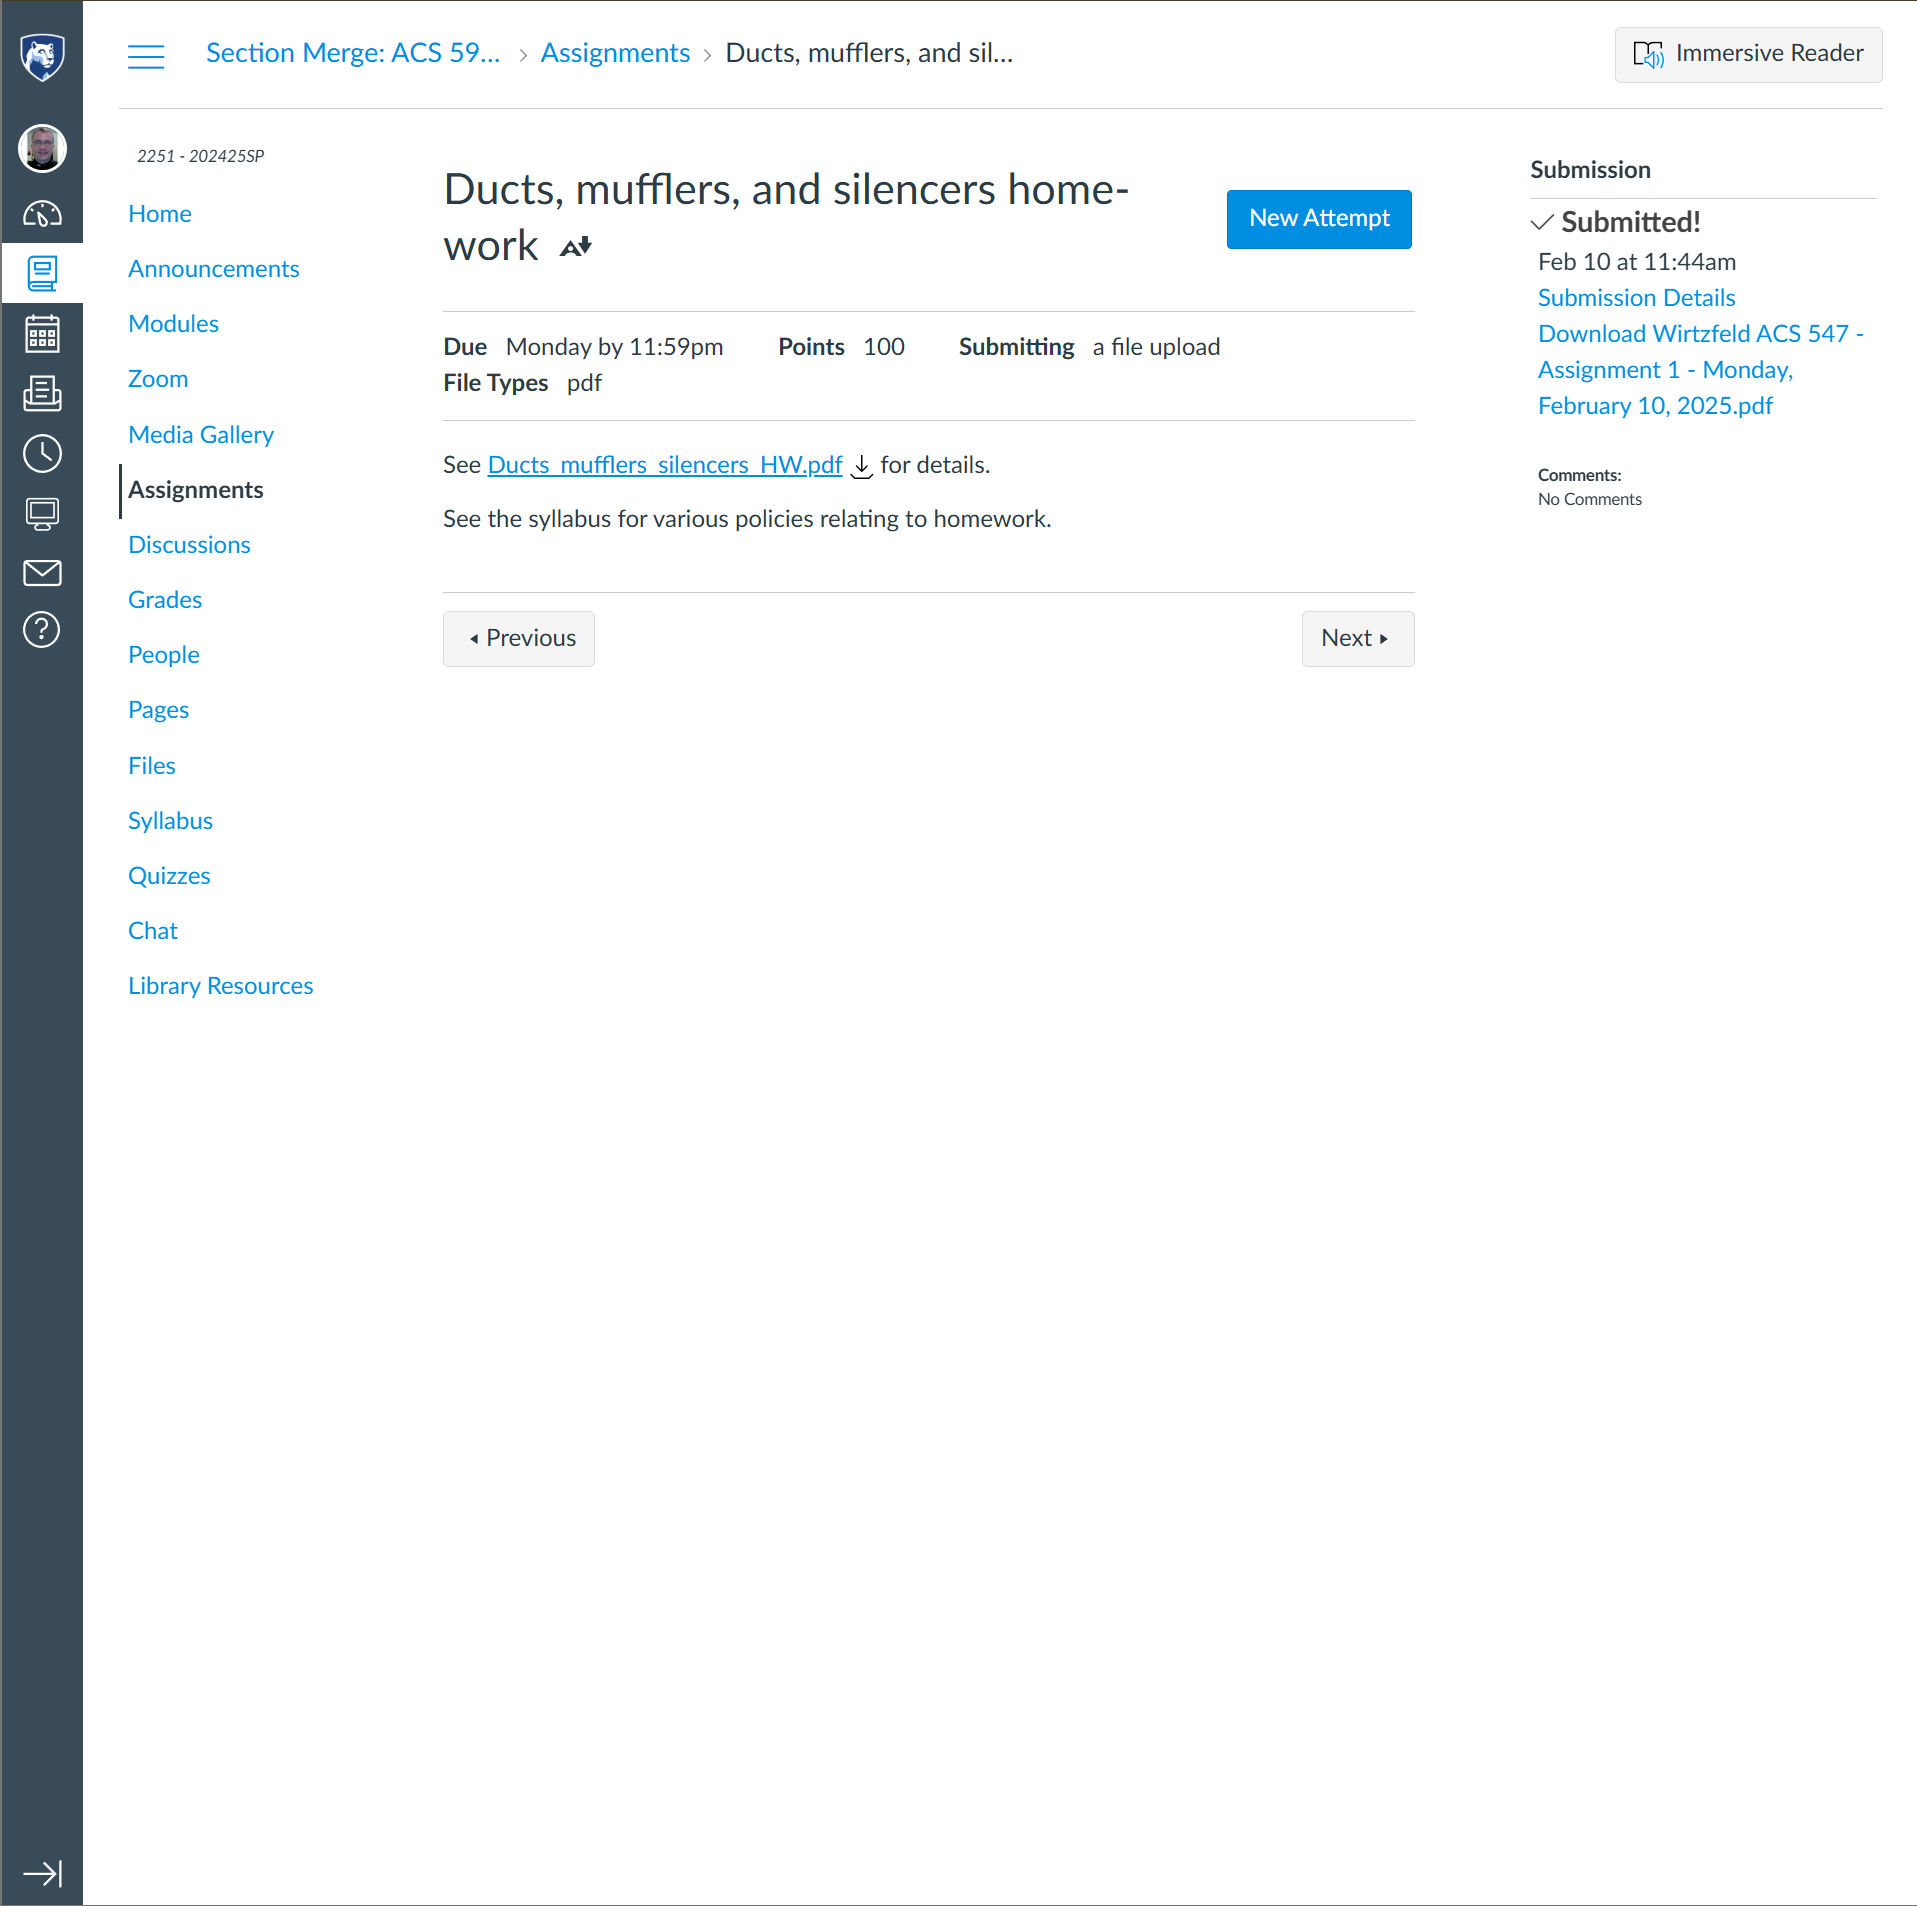 Section Merge: ACS 59... › Assignments › Ducts, mufflers, and sil...
Immersive Reader
2251 - 202425SP
Home
Announcements
Modules
Zoom
Media Gallery
Assignments
Discussions
Grades
People
Pages
Files
Syllabus
Quizzes
Chat
Library Resources
Ducts, mufflers, and silencers home-
work
New Attempt
Due Monday by 11:59pm Points 100 Submitting a file upload
File Types pdf
See Ducts_mufflers_silencers_HW.pdf for details.
See the syllabus for various policies relating to homework.
Previous
Next
Submission
Submitted!
Feb 10 at 11:44am
Submission Details
Download Wirtzfeld ACS 547 -
Assignment 1 - Monday,
February 10, 2025.pdf
Comments:
No Comments